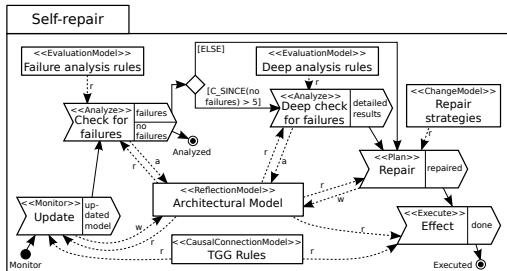 Self-repair
<<EvaluationModel>>
Failure analysis rules
r
[ELSE]
<<EvaluationModel>>
Deep analysis rules
r
[C_SINCE(no
failures) > 5]
<<Analyze>>
Check for
failures
failures
no
failures
Analyzed
<<Analyze>>
Deep check
for failures
detailed
results
<<ChangeModel>>
Repair
strategies
r
r
a
r
a
<<Plan>>
Repair
repaired
<<ReflectionModel>>
Architectural Model
r
w
<<Monitor>>
Update
up-
dated
model
w
r
r
<<Execute>>
Effect
done
<<CausalConnectionModel>>
TGG Rules
r
r
Monitor
Executed